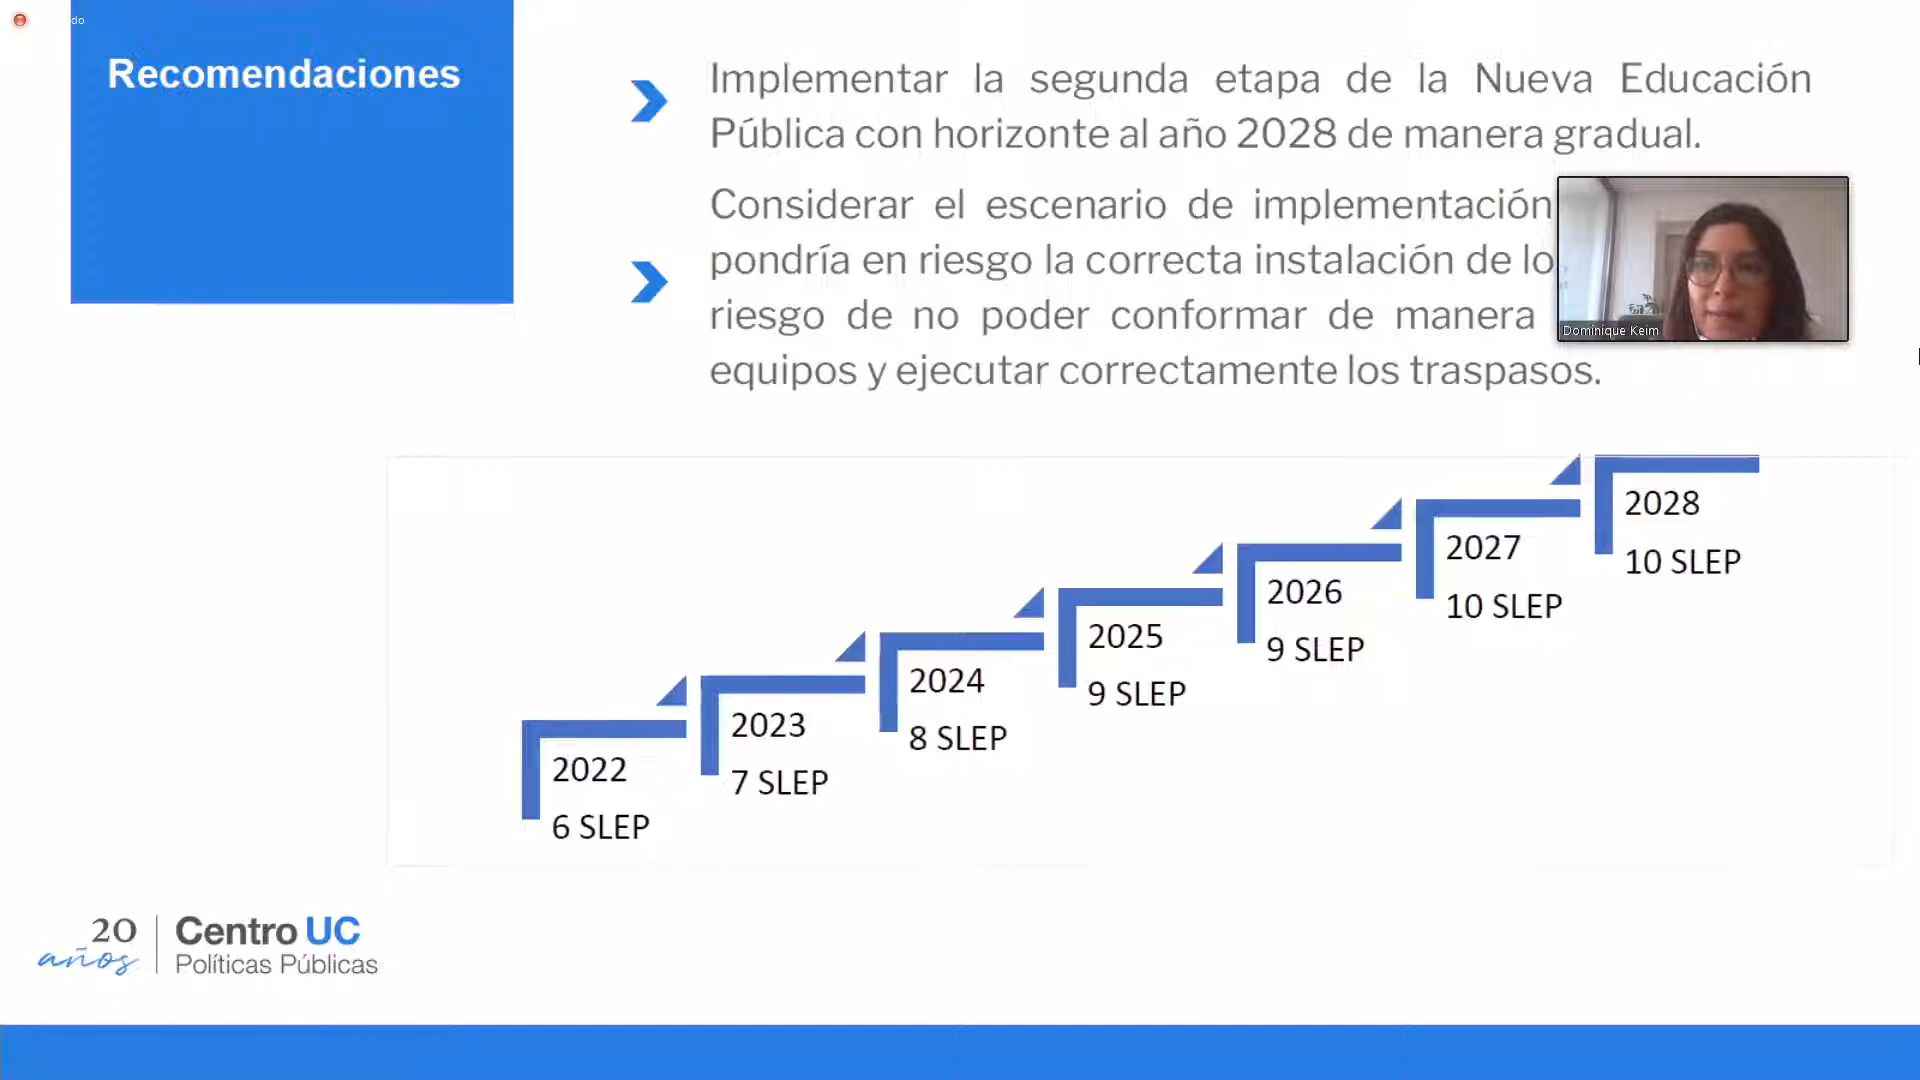 do
Recomendaciones
Implementar la segunda etapa de la Nueva Educación
Pública con horizonte al año 2028 de manera gradual.
Considerar el escenario de implementación
pondría en riesgo la correcta instalación de lo
riesgo de no poder conformar de manera
equipos y ejecutar correctamente los traspasos.
Dominique Keim
2022
6 SLEP
2023
7 SLEP
2024
8 SLEP
2025
9 SLEP
2026
9 SLEP
2027
10 SLEP
2028
10 SLEP
20 años
Centro UC
Políticas Públicas